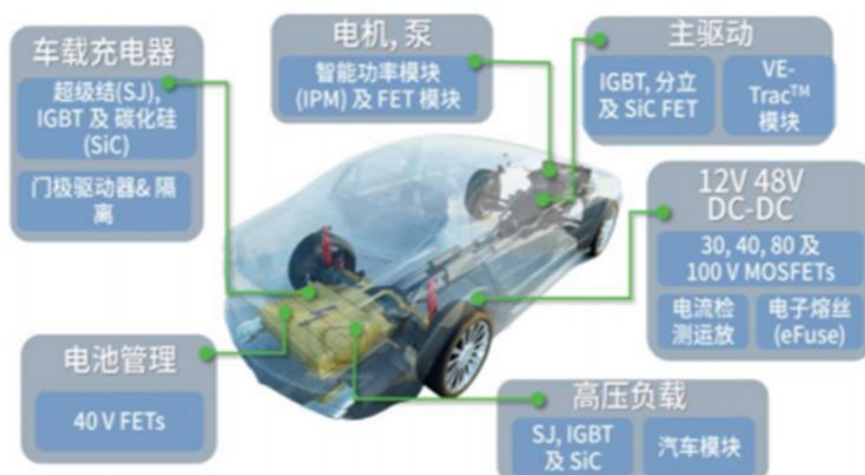 车载充电器
超级结(SJ),
IGBT 及 碳化硅
(SiC)
门极驱动器& 隔
离
电机, 泵
智能功率模块
(IPM) 及 FET 模块
主驱动
IGBT, 分立
及 SiC FET
VE-
Trac™
模块
12V 48V
DC-DC
30, 40, 80 及
100 V MOSFETs
电流检
测运放
电子熔丝
(eFuse)
电池管理
40 V FETs
高压负载
SJ, IGBT
及 SiC
汽车模块